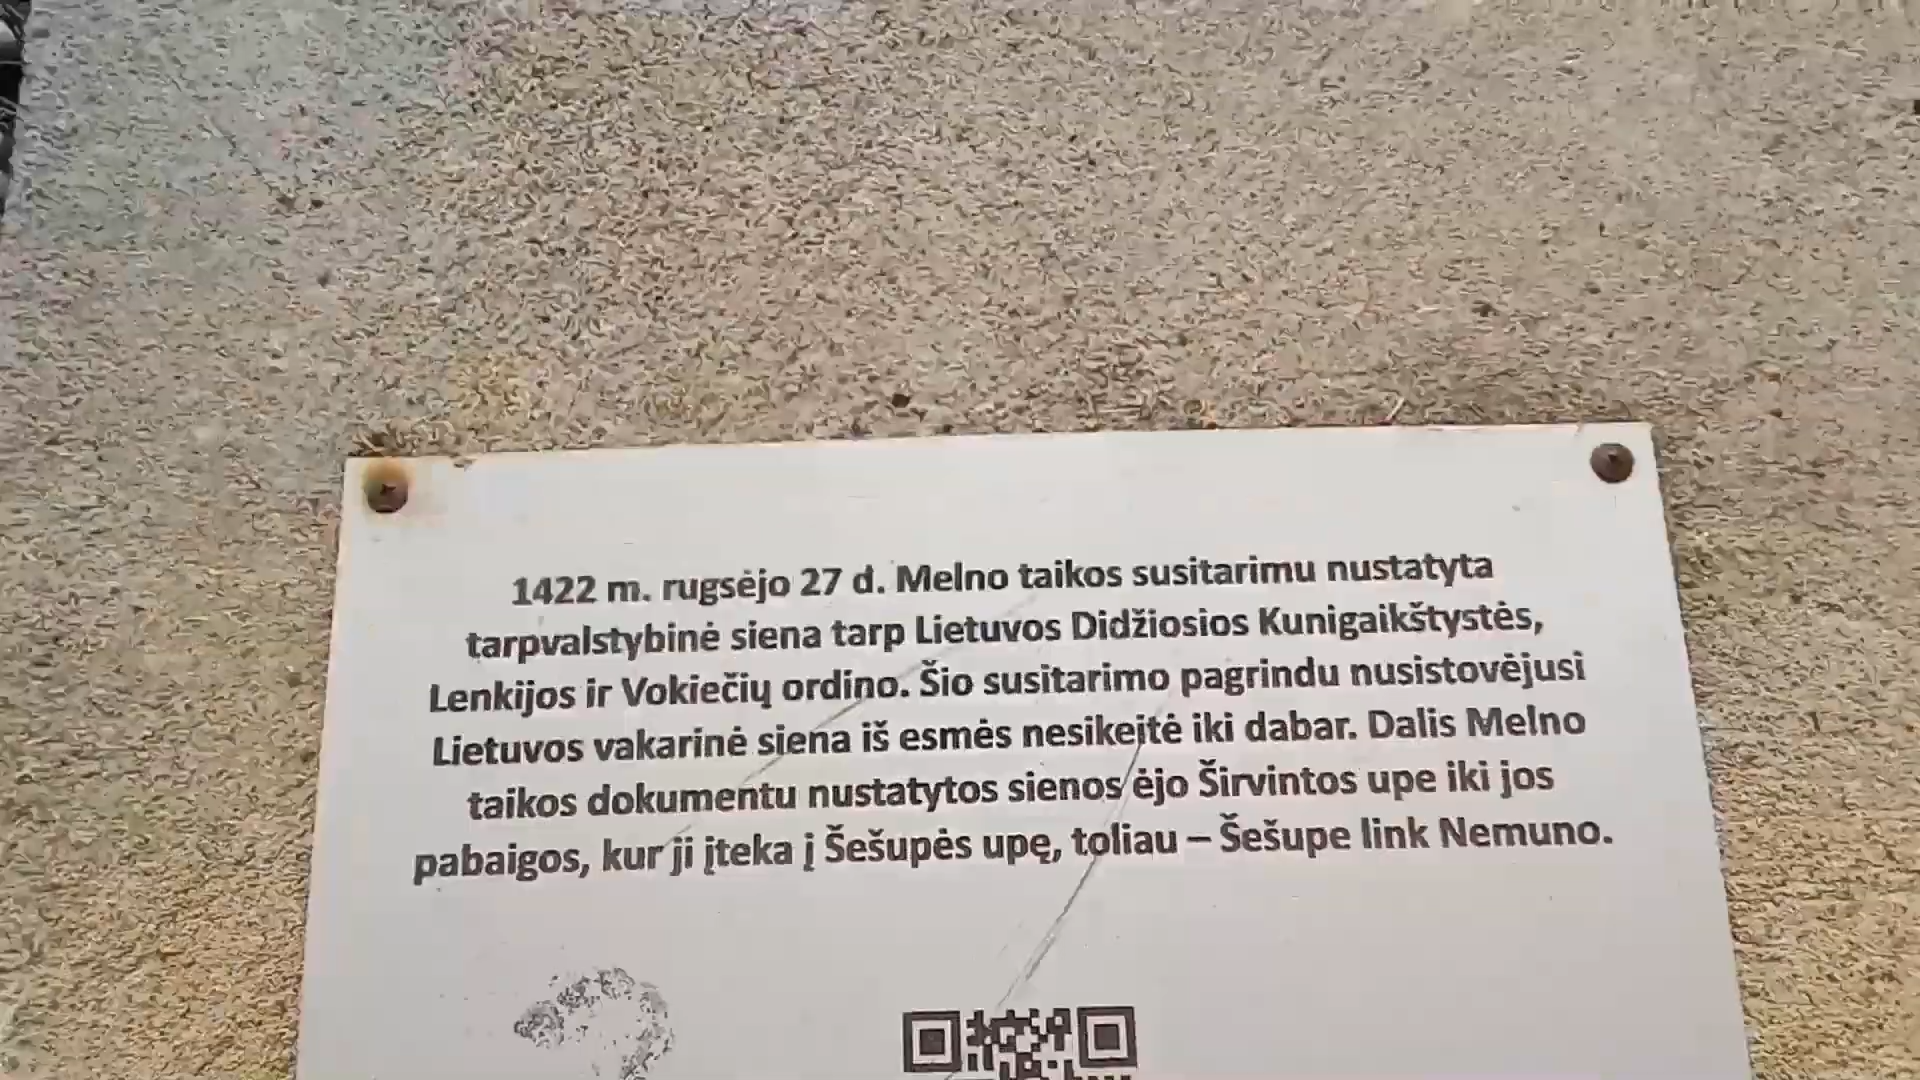 1422 m. rugsėjo 27 d. Melno taikos susitarimu nustatyta
tarpvalstybinė siena tarp Lietuvos Didžiosios Kunigaikštystės,
Lenkijos ir Vokiečių ordino. Šio susitarimo pagrindu nusistovėjusi
Lietuvos vakarinė siena iš esmės nesikeitė iki dabar. Dalis Melno
taikos dokumentu nustatytos sienos ėjo Širvintos upe iki jos
pabaigos, kur ji įteka į Šešupės upę, toliau – Šešupe link Nemuno.